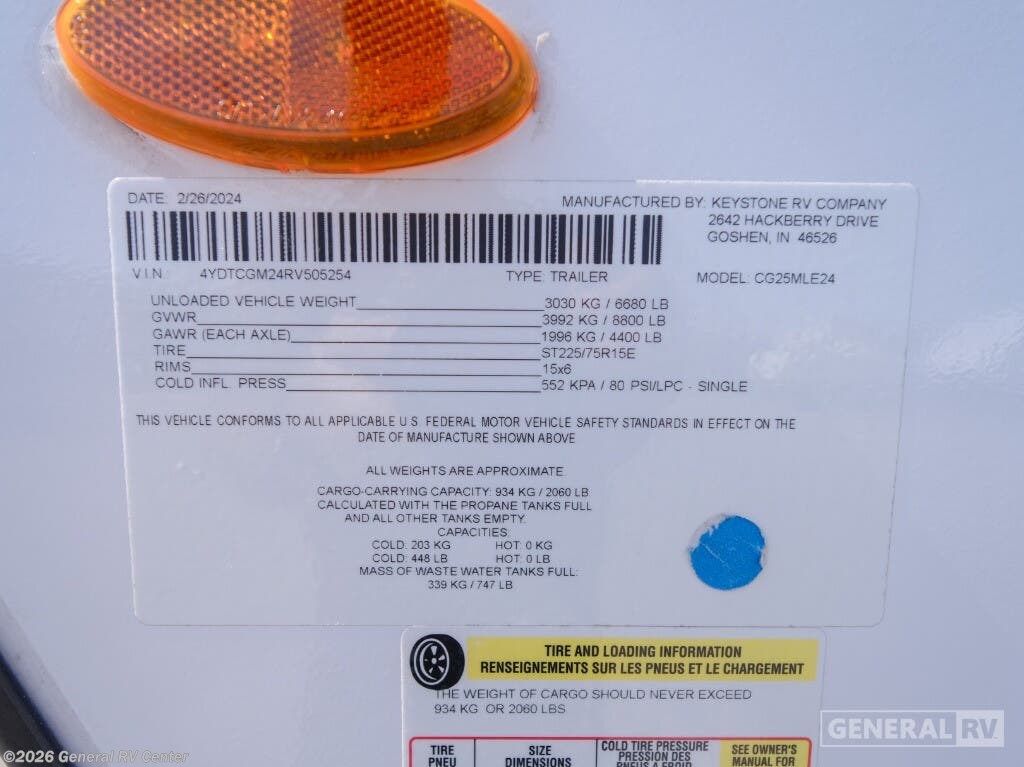 DATE: 2/26/2024
MANUFACTURED BY: KEYSTONE RV COMPANY
2642 HACKBERRY DRIVE
GOSHEN, IN 46526
V.I.N.: 4YDTCGM24RV505254 TYPE: TRAILER MODEL: CG25MLE24
UNLOADED VEHICLE WEIGHT 3030 KG / 6680 LB
GVWR 3992 KG / 8800 LB
GAWR (EACH AXLE) 1996 KG / 4400 LB
TIRE ST225/75R15E
RIMS 15x6
COLD INFL. PRESS 552 KPA / 80 PSI/LPC - SINGLE
THIS VEHICLE CONFORMS TO ALL APPLICABLE U.S. FEDERAL MOTOR VEHICLE SAFETY STANDARDS IN EFFECT ON THE
DATE OF MANUFACTURE SHOWN ABOVE
ALL WEIGHTS ARE APPROXIMATE
CARGO-CARRYING CAPACITY: 934 KG / 2060 LB
CALCULATED WITH THE PROPANE TANKS FULL
AND ALL OTHER TANKS EMPTY.
CAPACITIES:
COLD: 203 KG HOT: 0 KG
COLD: 448 LB HOT: 0 LB
MASS OF WASTE WATER TANKS FULL:
339 KG / 747 LB
TIRE AND LOADING INFORMATION
RENSEIGNEMENTS SUR LES PNEUS ET LE CHARGEMENT
THE WEIGHT OF CARGO SHOULD NEVER EXCEED
934 KG OR 2060 LBS
TIRE SIZE COLD TIRE PRESSURE SEE OWNER'S
PNEU DIMENSIONS PRESSION DES MANUAL FOR
PNEUS A FROID
GENERAL RV
©2026 General RV Center